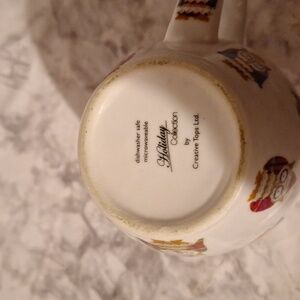 dishwasher safe
microwaveable
Holiday
Collection
by
Creative Tops Ltd.